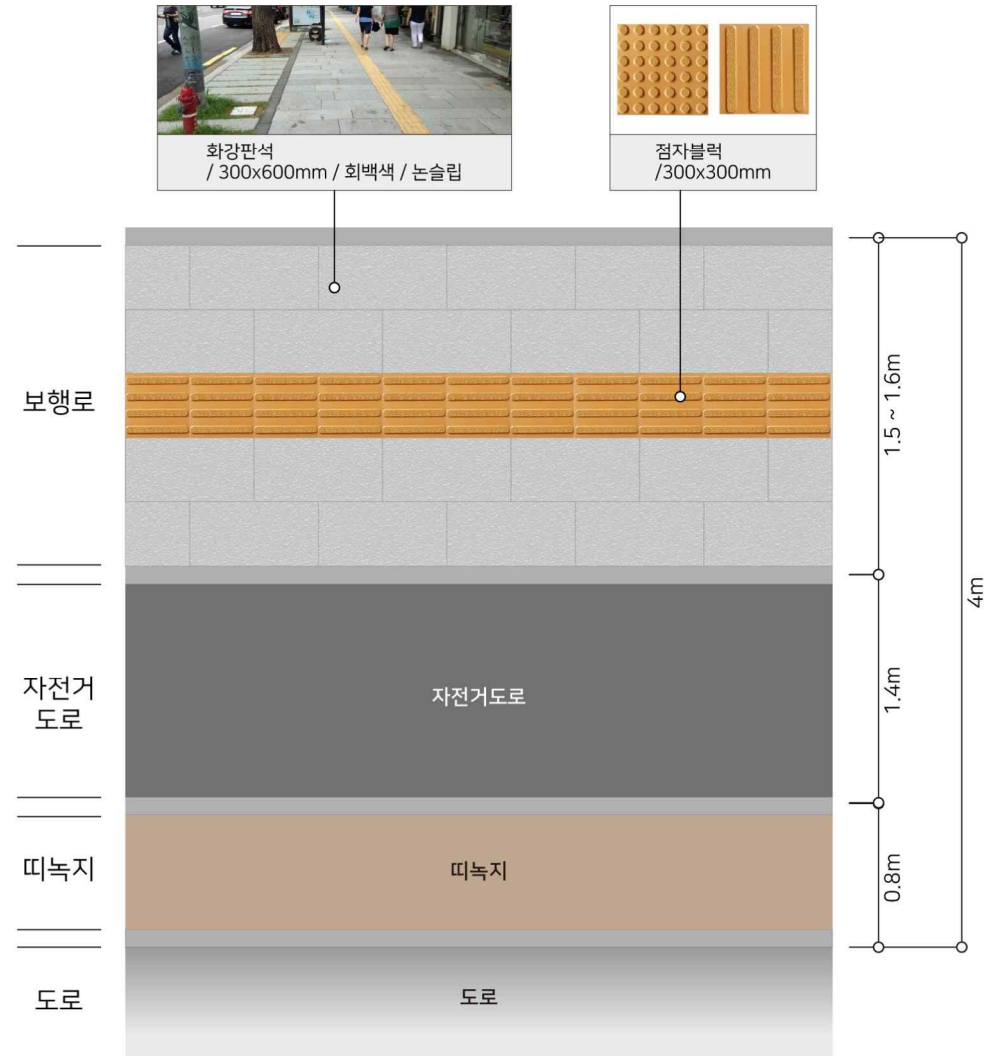 화강판석
/ 300x600mm / 회백색 / 논슬립
점자블럭
/300x300mm
보행로
1.5 ~ 1.6m
4m
자전거
도로
자전거도로
1.4m
띠녹지
띠녹지
0.8m
도로
도로